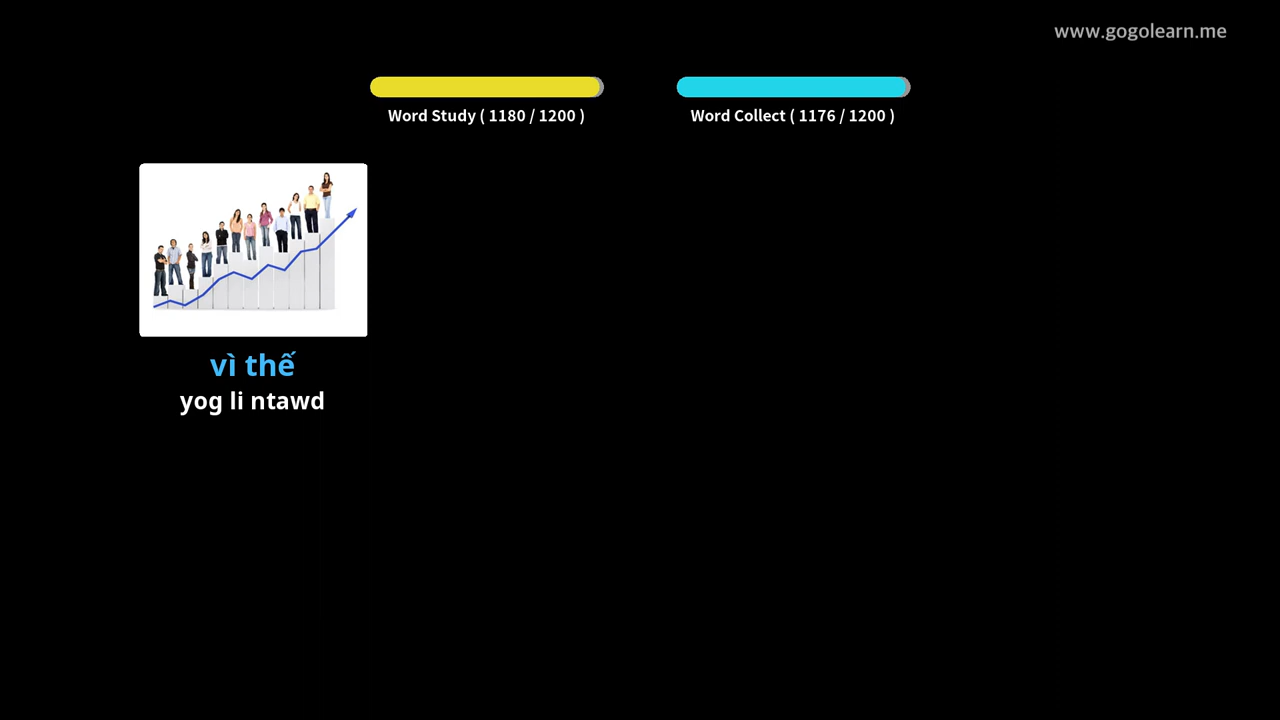 www.gogolearn.me
Word Study ( 1180 / 1200 )
Word Collect ( 1176 / 1200 )
vì thế
yog li ntawd